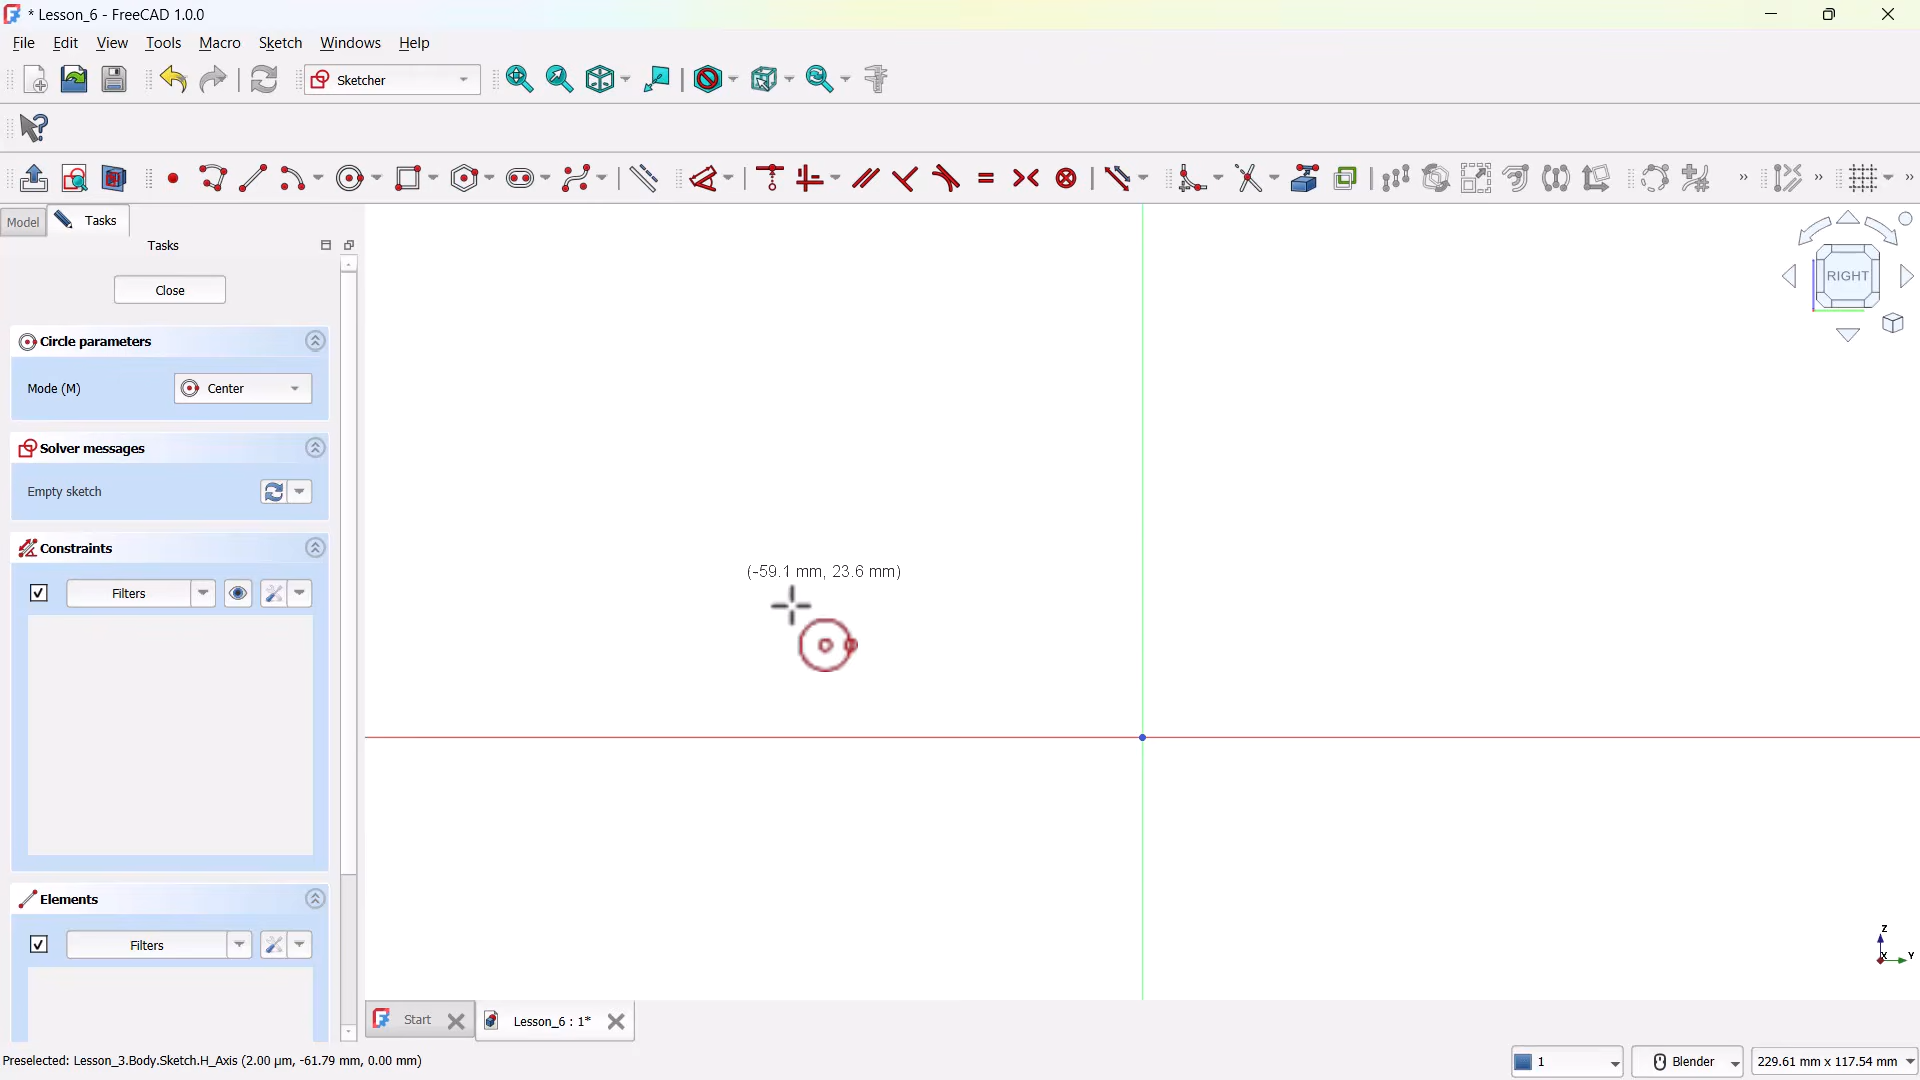 * Lesson_6 - FreeCAD 1.0.0
File Edit View Tools Macro Sketch Windows Help
Sketcher
Model Tasks
Tasks
Close
Circle parameters
Mode (M) Center
Solver messages
Empty sketch
Constraints
Filters
Elements
Filters
(-59.1 mm, 23.6 mm)
RIGHT
Z
X Y
Start Lesson_6 : 1*
Preselected: Lesson_3.Body.Sketch.H_Axis (2.00 µm, -61.79 mm, 0.00 mm)
1 Blender 229.61 mm x 117.54 mm